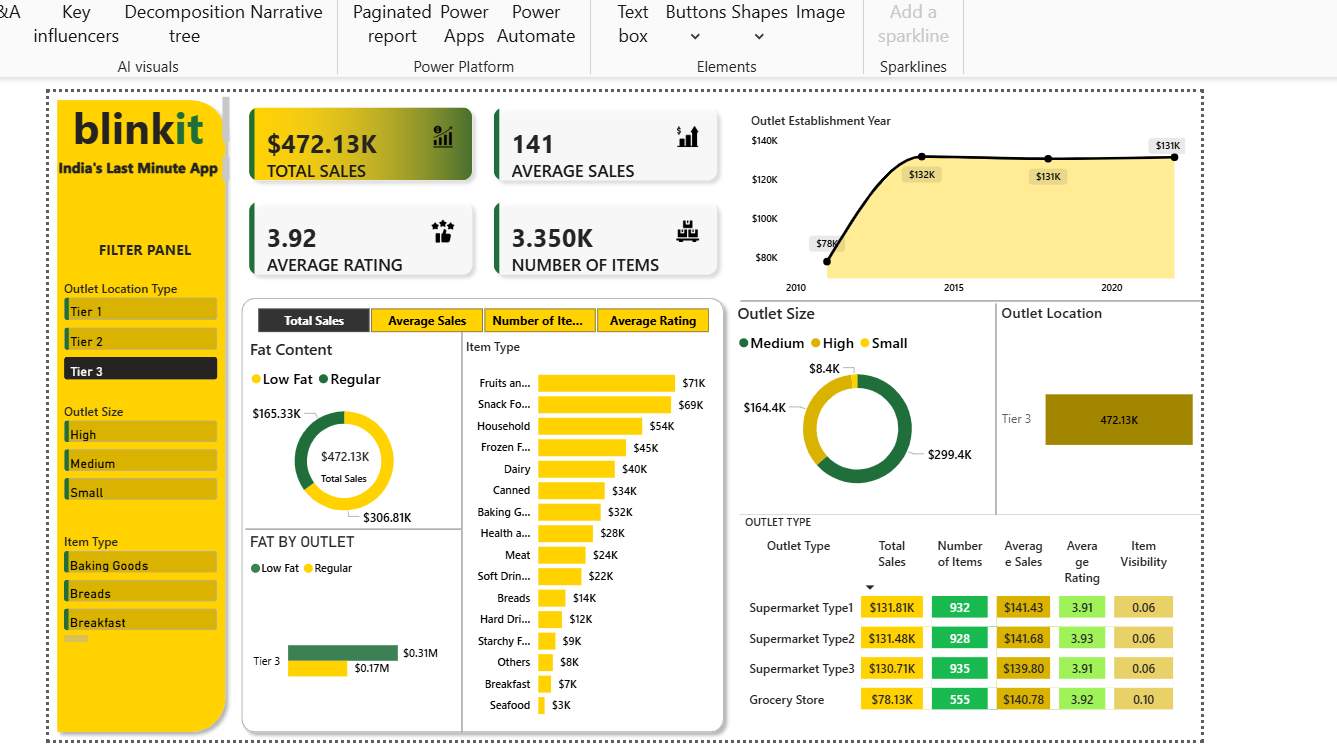 &A
Key influencers
Decomposition tree
Narrative
Paginated report
Power Apps
Power Automate
Text box
Buttons
Shapes
Image
Add a sparkline
AI visuals
Power Platform
Elements
Sparklines
blinkit
India's Last Minute App
FILTER PANEL
Outlet Location Type
Tier 1
Tier 2
Tier 3
Outlet Size
High
Medium
Small
Item Type
Baking Goods
Breads
Breakfast
$472.13K
TOTAL SALES
141
AVERAGE SALES
3.92
AVERAGE RATING
3.350K
NUMBER OF ITEMS
Total Sales
Average Sales
Number of Ite...
Average Rating
Fat Content
Low Fat
Regular
$165.33K
$472.13K
Total Sales
$306.81K
FAT BY OUTLET
Low Fat
Regular
Tier 3
$0.31M
$0.17M
Item Type
Fruits an... $71K
Snack Fo... $69K
Household $54K
Frozen F... $45K
Dairy $40K
Canned $34K
Baking G... $32K
Health a... $28K
Meat $24K
Soft Drin... $22K
Breads $14K
Hard Dri... $12K
Starchy F... $9K
Others $8K
Breakfast $7K
Seafood $3K
Outlet Establishment Year
$140K
$120K
$100K
$80K
$78K
$132K
$131K
$131K
2010
2015
2020
Outlet Size
Medium
High
Small
$8.4K
$164.4K
$299.4K
Outlet Location
Tier 3
472.13K
OUTLET TYPE
Outlet Type Total Sales Number of Items Averag e Sales Avera ge Rating Item Visibility
Supermarket Type1 $131.81K 932 $141.43 3.91 0.06
Supermarket Type2 $131.48K 928 $141.68 3.93 0.06
Supermarket Type3 $130.71K 935 $139.80 3.91 0.06
Grocery Store $78.13K 555 $140.78 3.92 0.10